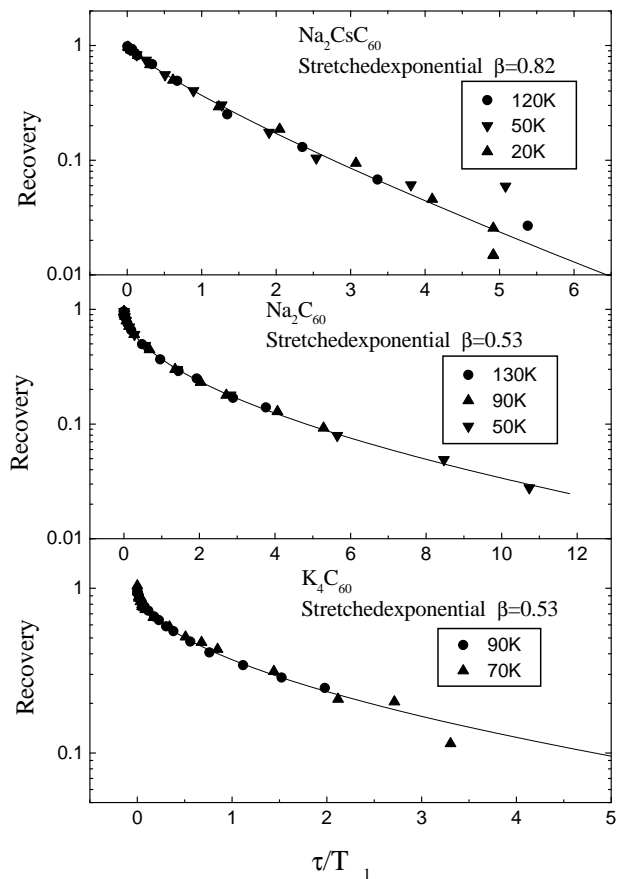 Na2CsC60
Stretchedexponential β=0.82
120K
50K
20K
Recovery
1
0.1
0.01
0 1 2 3 4 5 6
Na2C60
Stretchedexponential β=0.53
130K
90K
50K
Recovery
1
0.1
0.01
0 2 4 6 8 10 12
K4C60
Stretchedexponential β=0.53
90K
70K
Recovery
1
0.1
0 1 2 3 4 5
τ/T 1